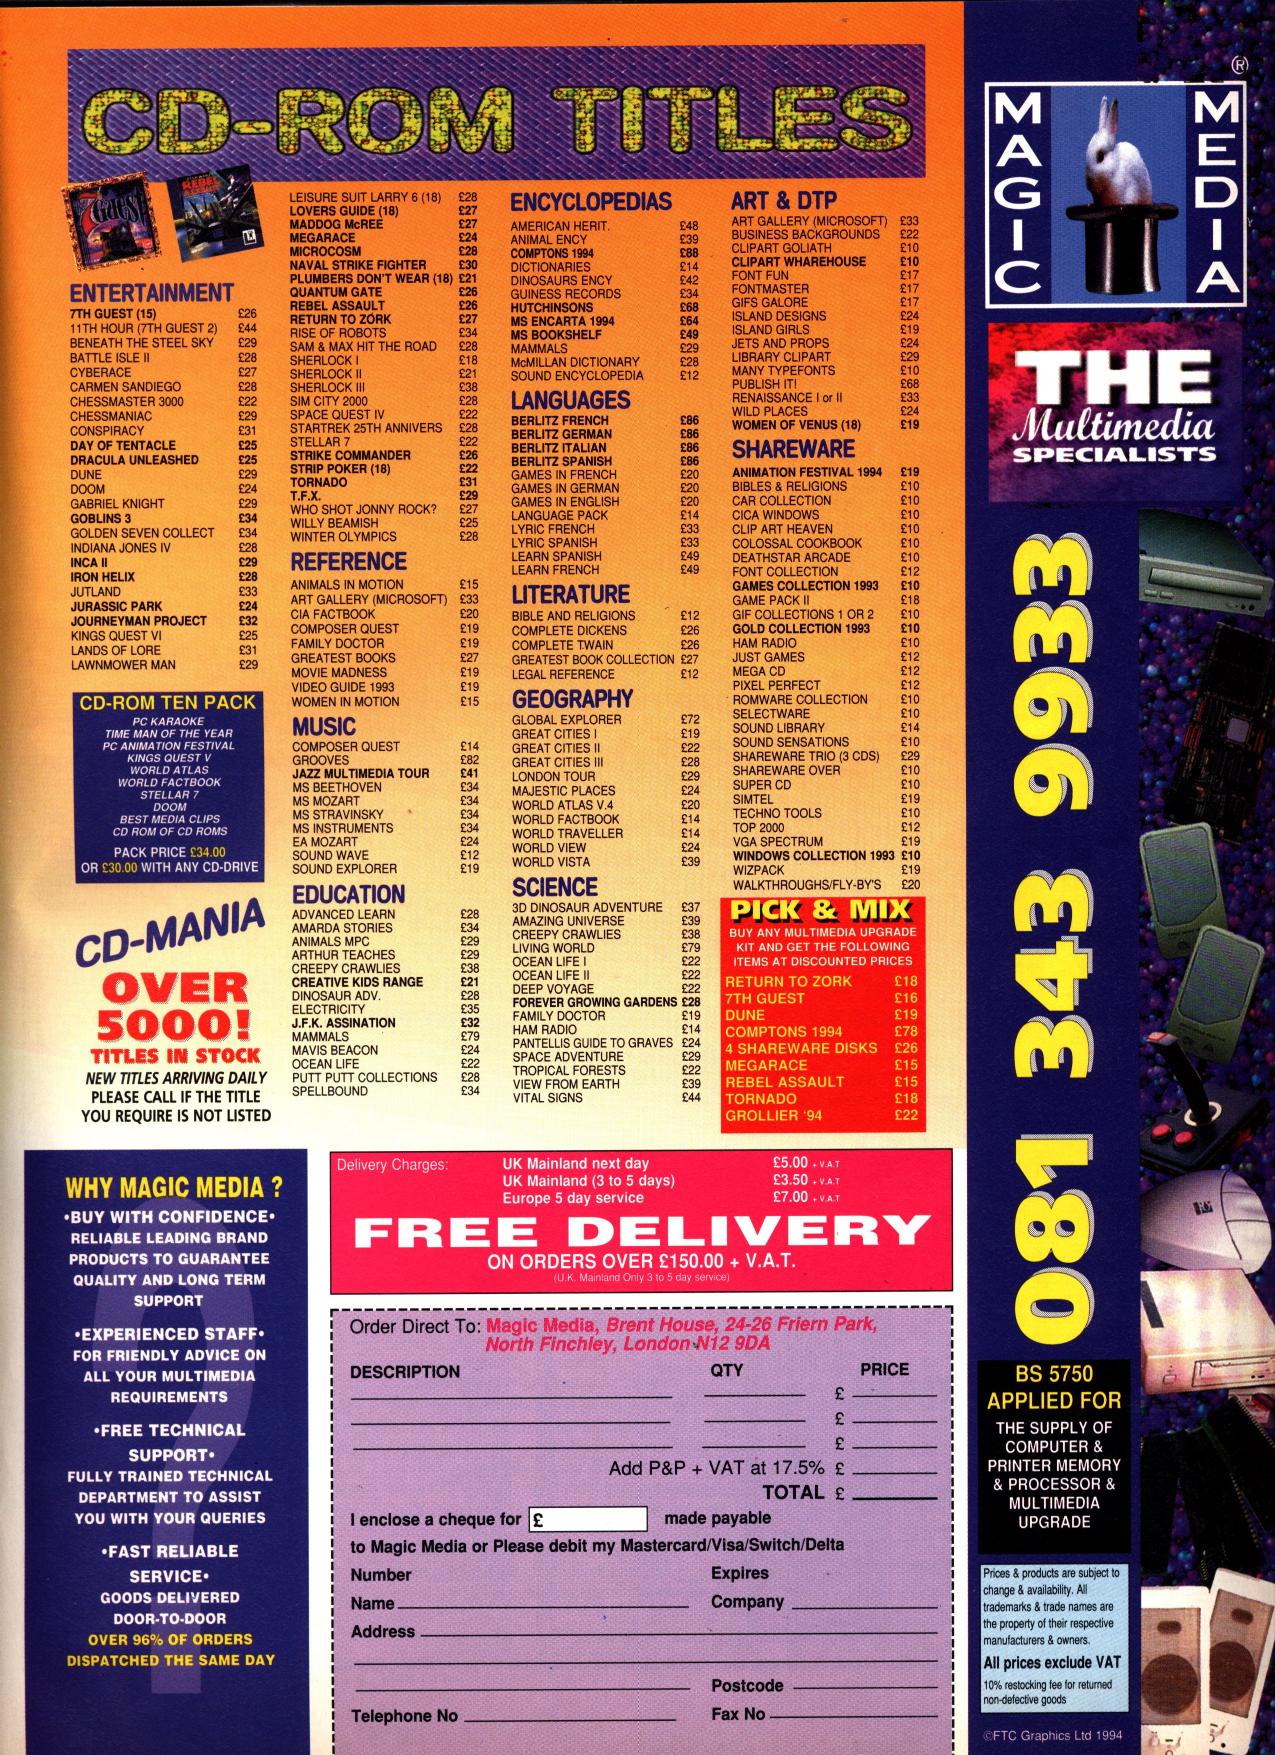 CD-ROM TITLES
ENTERTAINMENT
7TH GUEST (15) £26
11TH HOUR (7TH GUEST 2) £44
BENEATH THE STEEL SKY £29
BATTLE ISLE II £28
CYBERACE £27
CARMEN SANDIEGO £28
CHESSMASTER 3000 £22
CHESSMANIAC £29
CONSPIRACY £31
DAY OF TENTACLE £25
DRACULA UNLEASHED £25
DUNE £29
DOOM £24
GABRIEL KNIGHT £29
GOBLINS 3 £34
GOLDEN SEVEN COLLECT £34
INDIANA JONES IV £28
INCA II £29
IRON HELIX £28
JUTLAND £33
JURASSIC PARK £24
JOURNEYMAN PROJECT £32
KINGS QUEST VI £25
LANDS OF LORE £31
LAWNMOWER MAN £29
CD-ROM TEN PACK
PC KARAOKE
TIME MAN OF THE YEAR
PC ANIMATION FESTIVAL
KINGS QUEST V
WORLD ATLAS
WORLD FACTBOOK
STELLAR 7
DOOM
BEST MEDIA CLIPS
CD ROM OF CD ROMS
PACK PRICE £34.00
OR £30.00 WITH ANY CD-DRIVE
CD-MANIA
OVER
5000!
TITLES IN STOCK
NEW TITLES ARRIVING DAILY
PLEASE CALL IF THE TITLE
YOU REQUIRE IS NOT LISTED
LEISURE SUIT LARRY 6 (18) £28
LOVERS GUIDE (18) £27
MADDOG McREE £27
MEGARACE £24
MICROCOSM £28
NAVAL STRIKE FIGHTER £30
PLUMBERS DON'T WEAR (18) £21
QUANTUM GATE £26
REBEL ASSAULT £26
RETURN TO ZORK £27
RISE OF ROBOTS £34
SAM & MAX HIT THE ROAD £28
SHERLOCK I £18
SHERLOCK II £21
SHERLOCK III £38
SIM CITY 2000 £28
SPACE QUEST IV £22
STARTREK 25TH ANNIVERS £28
STELLAR 7 £22
STRIKE COMMANDER £26
STRIP POKER (18) £22
TORNADO £31
T.F.X. £29
WHO SHOT JONNY ROCK? £27
WILLY BEAMISH £25
WINTER OLYMPICS £28
REFERENCE
ANIMALS IN MOTION £15
ART GALLERY (MICROSOFT) £33
CIA FACTBOOK £20
COMPOSER QUEST £19
FAMILY DOCTOR £19
GREATEST BOOKS £27
MOVIE MADNESS £19
VIDEO GUIDE 1993 £19
WOMEN IN MOTION £15
MUSIC
COMPOSER QUEST £14
GROOVES £82
JAZZ MULTIMEDIA TOUR £41
MS BEETHOVEN £34
MS MOZART £34
MS STRAVINSKY £34
MS INSTRUMENTS £34
EA MOZART £24
SOUND WAVE £12
SOUND EXPLORER £19
EDUCATION
ADVANCED LEARN £28
AMARDA STORIES £34
ANIMALS MPC £29
ARTHUR TEACHES £29
CREEPY CRAWLIES £38
CREATIVE KIDS RANGE £21
DINOSAUR ADV. £28
ELECTRICITY £35
J.F.K. ASSINATION £32
MAMMALS £79
MAVIS BEACON £24
OCEAN LIFE £22
PUTT PUTT COLLECTIONS £28
SPELLBOUND £34
ENCYCLOPEDIAS
AMERICAN HERIT. £48
ANIMAL ENCY £39
COMPTONS 1994 £88
DICTIONARIES £14
DINOSAURS ENCY £42
GUINESS RECORDS £34
HUTCHINSONS £68
MS ENCARTA 1994 £64
MS BOOKSHELF £49
MAMMALS £29
McMILLAN DICTIONARY £28
SOUND ENCYCLOPEDIA £12
LANGUAGES
BERLITZ FRENCH £86
BERLITZ GERMAN £86
BERLITZ ITALIAN £86
BERLITZ SPANISH £86
GAMES IN FRENCH £20
GAMES IN GERMAN £20
GAMES IN ENGLISH £20
LANGUAGE PACK £14
LYRIC FRENCH £33
LYRIC SPANISH £33
LEARN SPANISH £49
LEARN FRENCH £49
LITERATURE
BIBLE AND RELIGIONS £12
COMPLETE DICKENS £26
COMPLETE TWAIN £26
GREATEST BOOK COLLECTION £27
LEGAL REFERENCE £12
GEOGRAPHY
GLOBAL EXPLORER £72
GREAT CITIES I £19
GREAT CITIES II £22
GREAT CITIES III £28
LONDON TOUR £29
MAJESTIC PLACES £24
WORLD ATLAS V.4 £20
WORLD FACTBOOK £14
WORLD TRAVELLER £14
WORLD VIEW £24
WORLD VISTA £39
SCIENCE
3D DINOSAUR ADVENTURE £37
AMAZING UNIVERSE £39
CREEPY CRAWLIES £38
LIVING WORLD £79
OCEAN LIFE I £22
OCEAN LIFE II £22
DEEP VOYAGE £22
FOREVER GROWING GARDENS £28
FAMILY DOCTOR £19
HAM RADIO £14
PANTELLIS GUIDE TO GRAVES £24
SPACE ADVENTURE £29
TROPICAL FORESTS £22
VIEW FROM EARTH £39
VITAL SIGNS £44
ART & DTP
ART GALLERY (MICROSOFT) £33
BUSINESS BACKGROUNDS £22
CLIPART GOLIATH £10
CLIPART WHAREHOUSE £10
FONT FUN £17
FONTMASTER £17
GIFS GALORE £17
ISLAND DESIGNS £24
ISLAND GIRLS £19
JETS AND PROPS £24
LIBRARY CLIPART £29
MANY TYPEFONTS £10
PUBLISH IT! £68
RENAISSANCE I or II £33
WILD PLACES £24
WOMEN OF VENUS (18) £19
SHAREWARE
ANIMATION FESTIVAL 1994 £19
BIBLES & RELIGIONS £10
CAR COLLECTION £10
CICA WINDOWS £10
CLIP ART HEAVEN £10
COLOSSAL COOKBOOK £10
DEATHSTAR ARCADE £10
FONT COLLECTION £12
GAMES COLLECTION 1993 £10
GAME PACK II £18
GIF COLLECTIONS 1 OR 2 £10
GOLD COLLECTION 1993 £10
HAM RADIO £10
JUST GAMES £12
MEGA CD £12
PIXEL PERFECT £12
ROMWARE COLLECTION £10
SELECTWARE £10
SOUND LIBRARY £14
SOUND SENSATIONS £10
SHAREWARE TRIO (3 CDS) £29
SHAREWARE OVER £10
SUPER CD £10
SIMTEL £19
TECHNO TOOLS £10
TOP 2000 £12
VGA SPECTRUM £19
WINDOWS COLLECTION 1993 £10
WIZPACK £19
WALKTHROUGHS/FLY-BY'S £20
PICK & MIX
BUY ANY MULTIMEDIA UPGRADE
KIT AND GET THE FOLLOWING
ITEMS AT DISCOUNTED PRICES
RETURN TO ZORK £18
7TH GUEST £16
DUNE £19
COMPTONS 1994 £78
4 SHAREWARE DISKS £26
MEGARACE £15
REBEL ASSAULT £15
TORNADO £18
GROLLIER '94 £22
WHY MAGIC MEDIA ?
•BUY WITH CONFIDENCE•
RELIABLE LEADING BRAND
PRODUCTS TO GUARANTEE
QUALITY AND LONG TERM
SUPPORT
•EXPERIENCED STAFF•
FOR FRIENDLY ADVICE ON
ALL YOUR MULTIMEDIA
REQUIREMENTS
•FREE TECHNICAL
SUPPORT•
FULLY TRAINED TECHNICAL
DEPARTMENT TO ASSIST
YOU WITH YOUR QUERIES
•FAST RELIABLE
SERVICE•
GOODS DELIVERED
DOOR-TO-DOOR
OVER 96% OF ORDERS
DISPATCHED THE SAME DAY
Delivery Charges: UK Mainland next day £5.00 + V.A.T
UK Mainland (3 to 5 days) £3.50 + V.A.T
Europe 5 day service £7.00 + V.A.T
FREE DELIVERY
ON ORDERS OVER £150.00 + V.A.T.
(U.K. Mainland Only 3 to 5 day service)
Order Direct To: Magic Media, Brent House, 24-26 Friern Park,
North Finchley, London N12 9DA
DESCRIPTION QTY PRICE
£
£
£
Add P&P + VAT at 17.5% £
TOTAL £
I enclose a cheque for £ made payable
to Magic Media or Please debit my Mastercard/Visa/Switch/Delta
Number Expires
Name Company
Address
Postcode
Telephone No Fax No
MAGIC MEDIA ®
THE
Multimedia
SPECIALISTS
081 343 9933
BS 5750
APPLIED FOR
THE SUPPLY OF
COMPUTER &
PRINTER MEMORY
& PROCESSOR &
MULTIMEDIA
UPGRADE
Prices & products are subject to
change & availability. All
trademarks & trade names are
the property of their respective
manufacturers & owners.
All prices exclude VAT
10% restocking fee for returned
non-defective goods
©FTC Graphics Ltd 1994
7th GUEST
REBEL ASSAULT